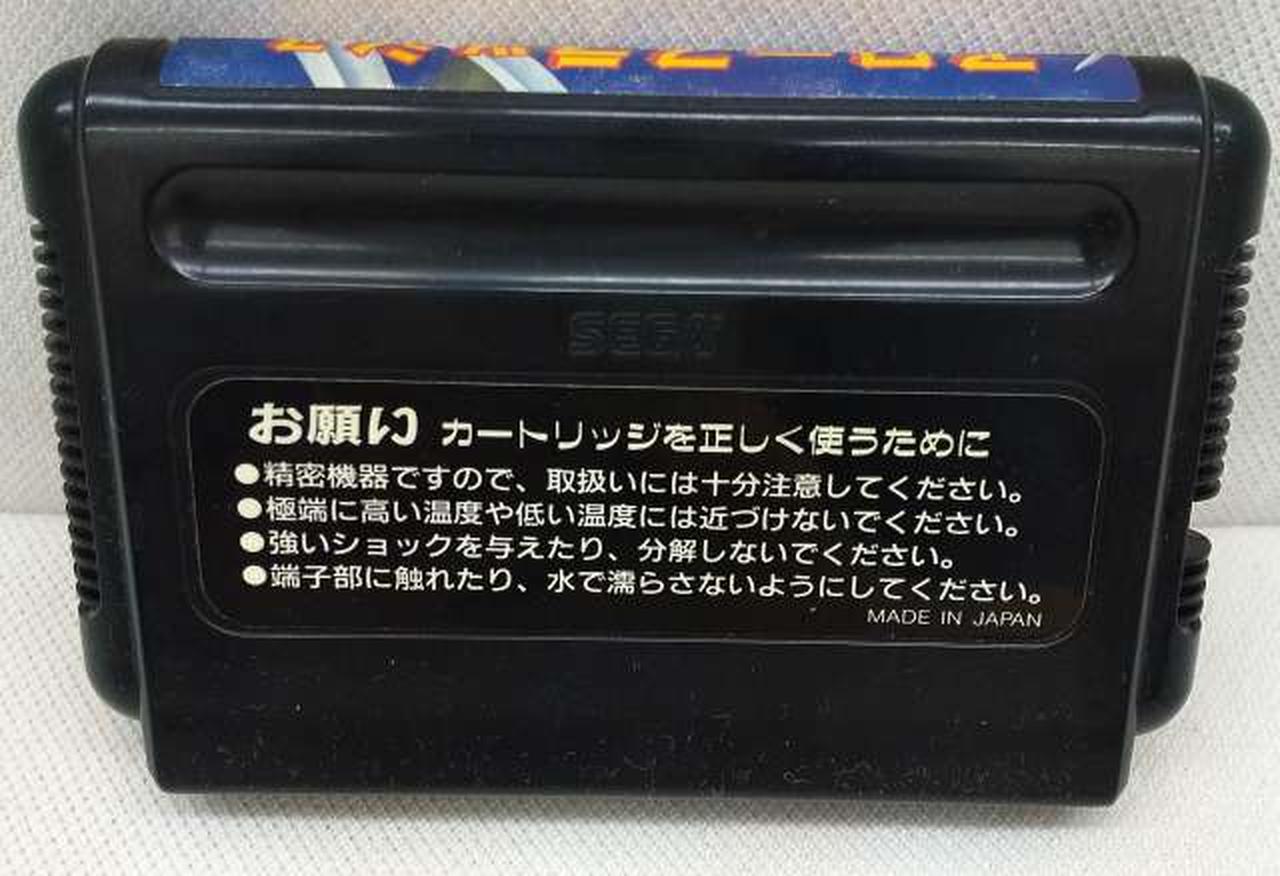 SEGA
お願い カートリッジを正しく使うために
●精密機器ですので、取扱いには十分注意してください。
●極端に高い温度や低い温度には近づけないでください。
●強いショックを与えたり、分解しないでください。
●端子部に触れたり、水で濡らさないようにしてください。
MADE IN JAPAN